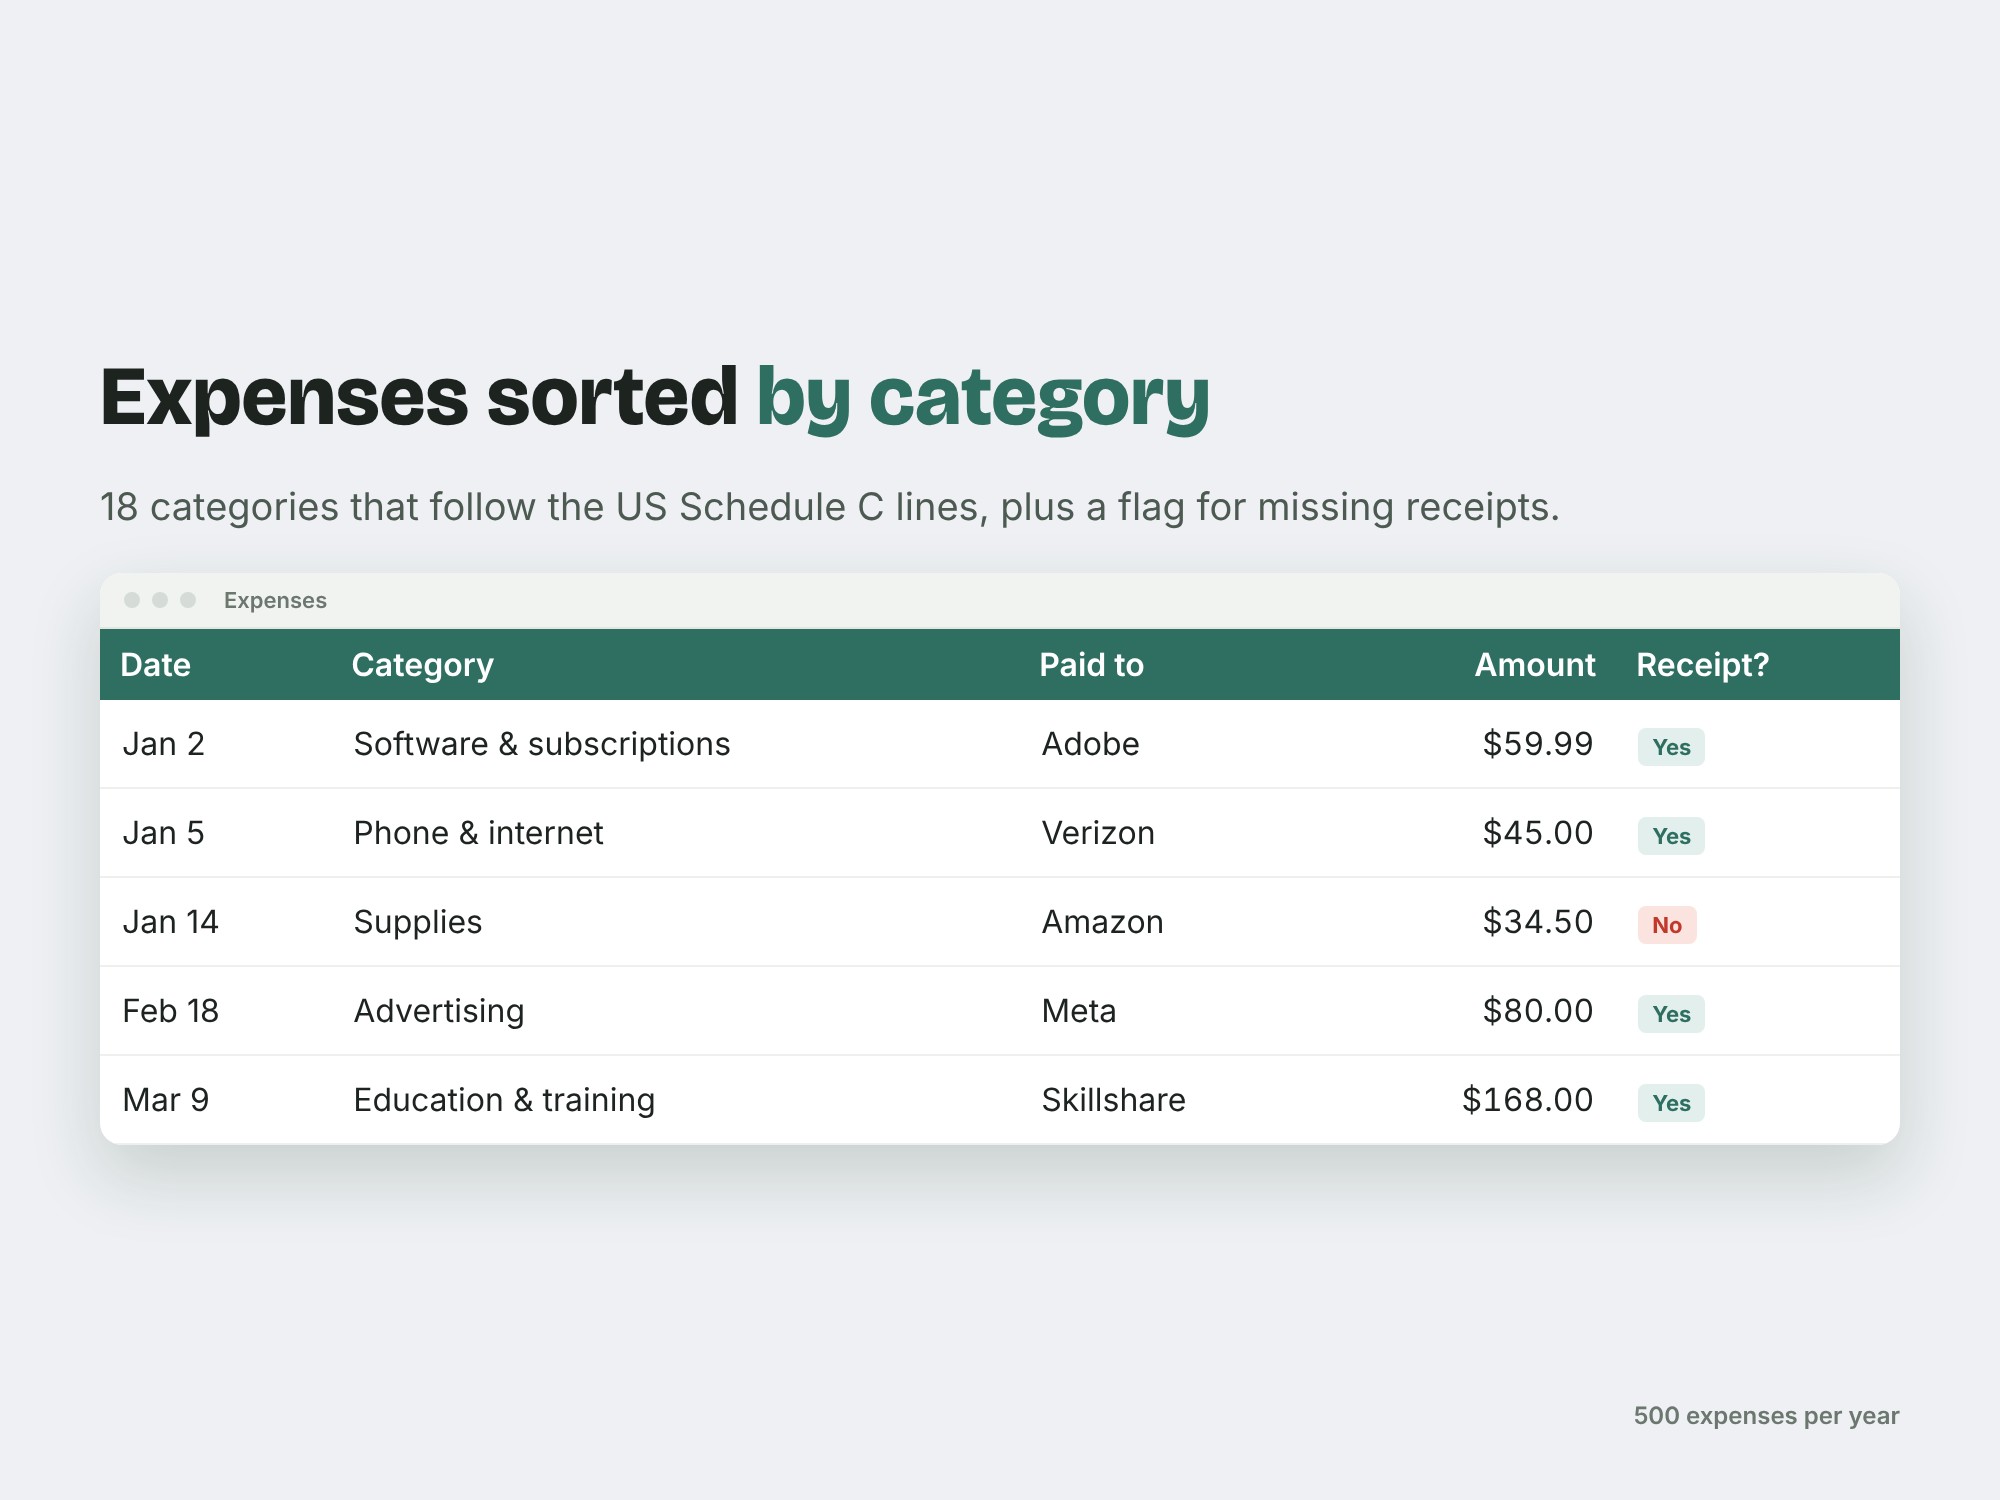 Expenses sorted by category
18 categories that follow the US Schedule C lines, plus a flag for missing receipts.
Expenses
Date Category Paid to Amount Receipt?
Jan 2 Software & subscriptions Adobe $59.99 Yes
Jan 5 Phone & internet Verizon $45.00 Yes
Jan 14 Supplies Amazon $34.50 No
Feb 18 Advertising Meta $80.00 Yes
Mar 9 Education & training Skillshare $168.00 Yes
500 expenses per year